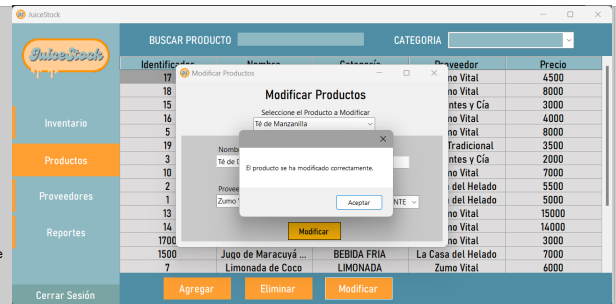 JuiceStock
BUSCAR PRODUCTO
CATEGORIA
JuiceStock
Inventario
Productos
Proveedores
Reportes
Cerrar Sesión
Identificador Nombre Categoría Proveedor Precio
17 mo Vital 4500
18 mo Vital 8000
15 ntes y Cía 3000
16 mo Vital 4000
5 mo Vital 8000
19 Tradicional 3500
3 ntes y Cía 2000
10 mo Vital 7000
2 a del Helado 5500
1 a del Helado 5000
13 mo Vital 15000
14 mo Vital 14000
1700 mo Vital 3000
1500 Jugo de Maracuyá ... BEBIDA FRIA La Casa del Helado 7000
7 Limonada de Coco LIMONADA Zumo Vital 6000
Modificar Productos
Modificar Productos
Seleccione el Producto a Modificar
Té de Manzanilla
Nomb
Té de
Provee
Zumo
NTE
Modificar
El producto se ha modificado correctamente.
Aceptar
Agregar
Eliminar
Modificar
e